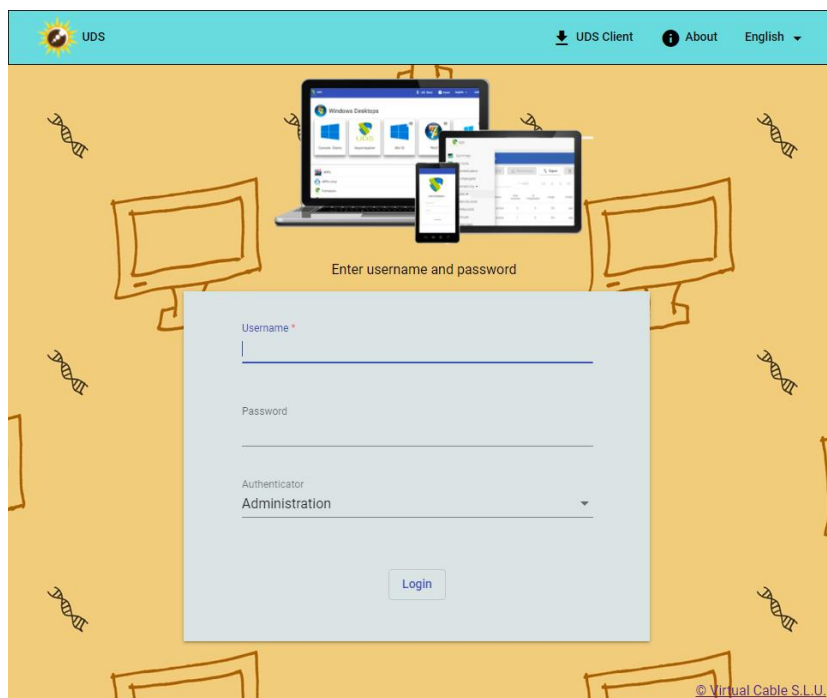 UDS
UDS Client
About
English
Windows Desktops
Enter username and password
Username *
Password
Authenticator
Administration
Login
© Virtual Cable S.L.U.